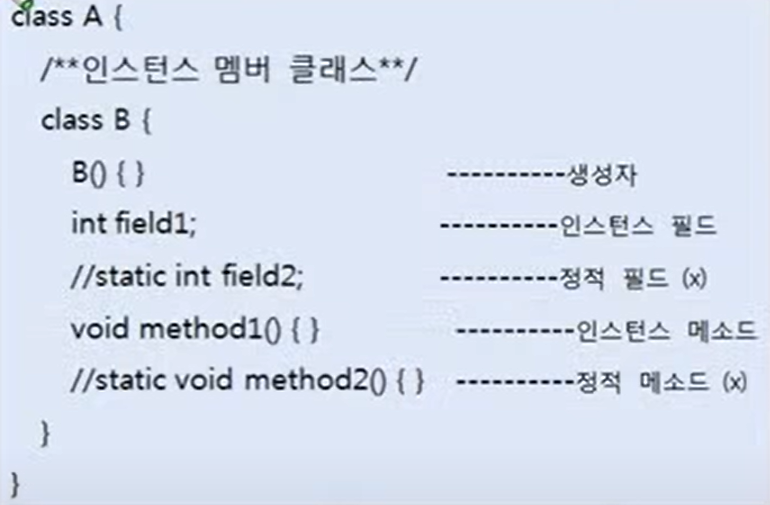 class A {
/**인스턴스 멤버 클래스**/
class B {
B() { } ----------생성자
int field1; ----------인스턴스 필드
//static int field2; ----------정적 필드 (x)
void method1() { } ----------인스턴스 메소드
//static void method2() { } ----------정적 메소드 (x)
}
}